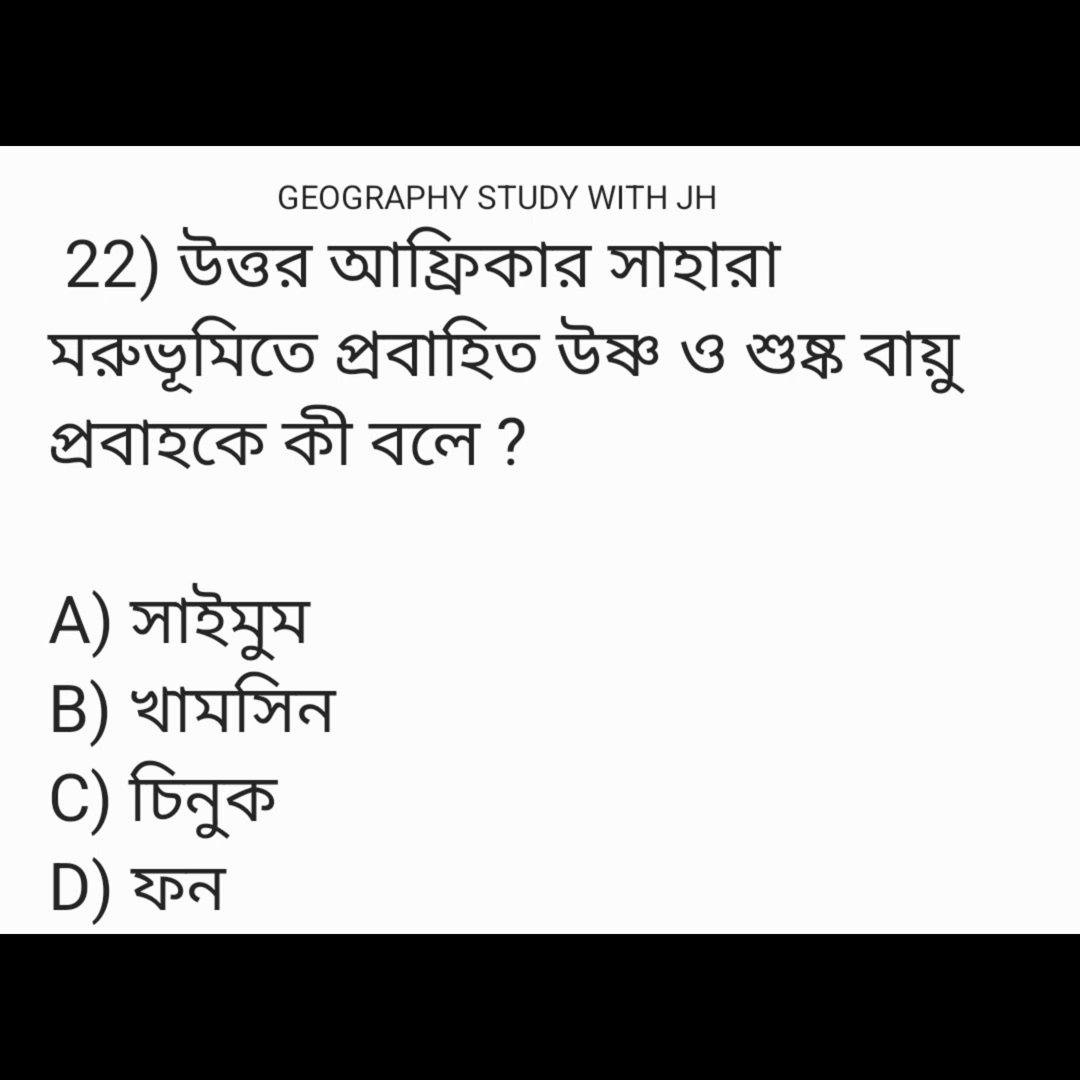 GEOGRAPHY STUDY WITH JH
22) উত্তর আফ্রিকার সাহারা
মরুভূমিতে প্রবাহিত উষ্ণ ও শুষ্ক বায়ু
প্রবাহকে কী বলে ?
A) সাইমুম
B) খামসিন
C) চিনুক
D) ফন